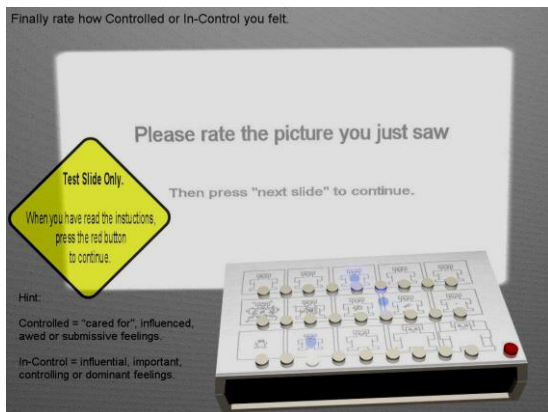 Finally rate how Controlled or In-Control you felt.
Please rate the picture you just saw
Then press "next slide" to continue.
Test Slide Only.
When you have read the instuctions,
press the red button
to continue.
Hint:
Controlled = "cared for", influenced,
awed or submissive feelings.
In-Control = influential, important,
controlling or dominant feelings.